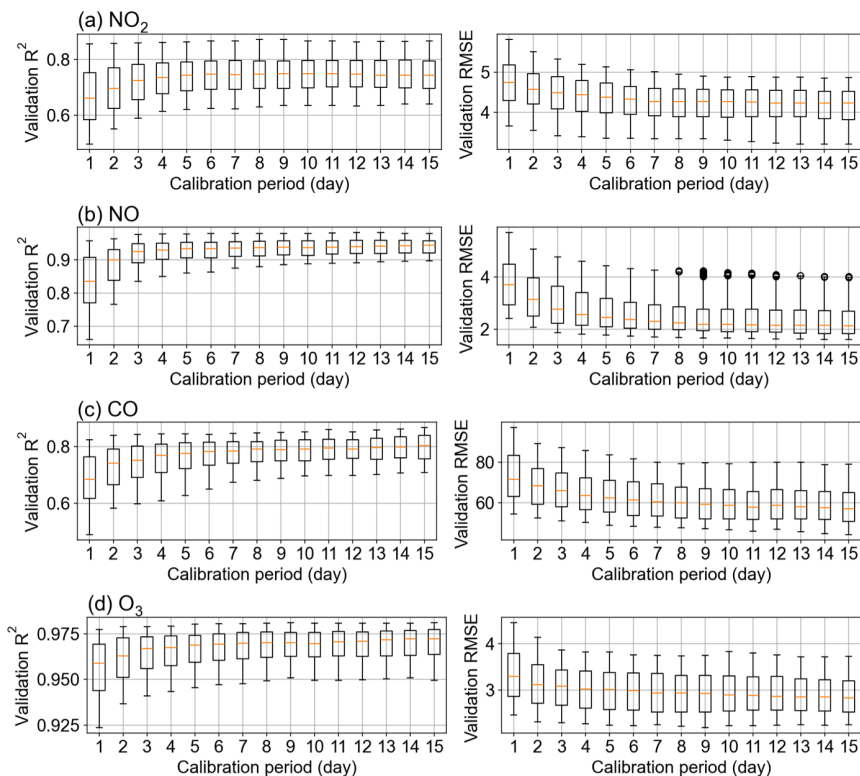 (a) NO2
Validation R2
0.8
0.6
1 2 3 4 5 6 7 8 9 10 11 12 13 14 15
Calibration period (day)
Validation RMSE
5
4
1 2 3 4 5 6 7 8 9 10 11 12 13 14 15
Calibration period (day)
(b) NO
Validation R2
0.9
0.8
0.7
1 2 3 4 5 6 7 8 9 10 11 12 13 14 15
Calibration period (day)
Validation RMSE
4
2
1 2 3 4 5 6 7 8 9 10 11 12 13 14 15
Calibration period (day)
(c) CO
Validation R2
0.8
0.6
1 2 3 4 5 6 7 8 9 10 11 12 13 14 15
Calibration period (day)
Validation RMSE
80
60
1 2 3 4 5 6 7 8 9 10 11 12 13 14 15
Calibration period (day)
(d) O3
Validation R2
0.975
0.950
0.925
1 2 3 4 5 6 7 8 9 10 11 12 13 14 15
Calibration period (day)
Validation RMSE
4
3
1 2 3 4 5 6 7 8 9 10 11 12 13 14 15
Calibration period (day)